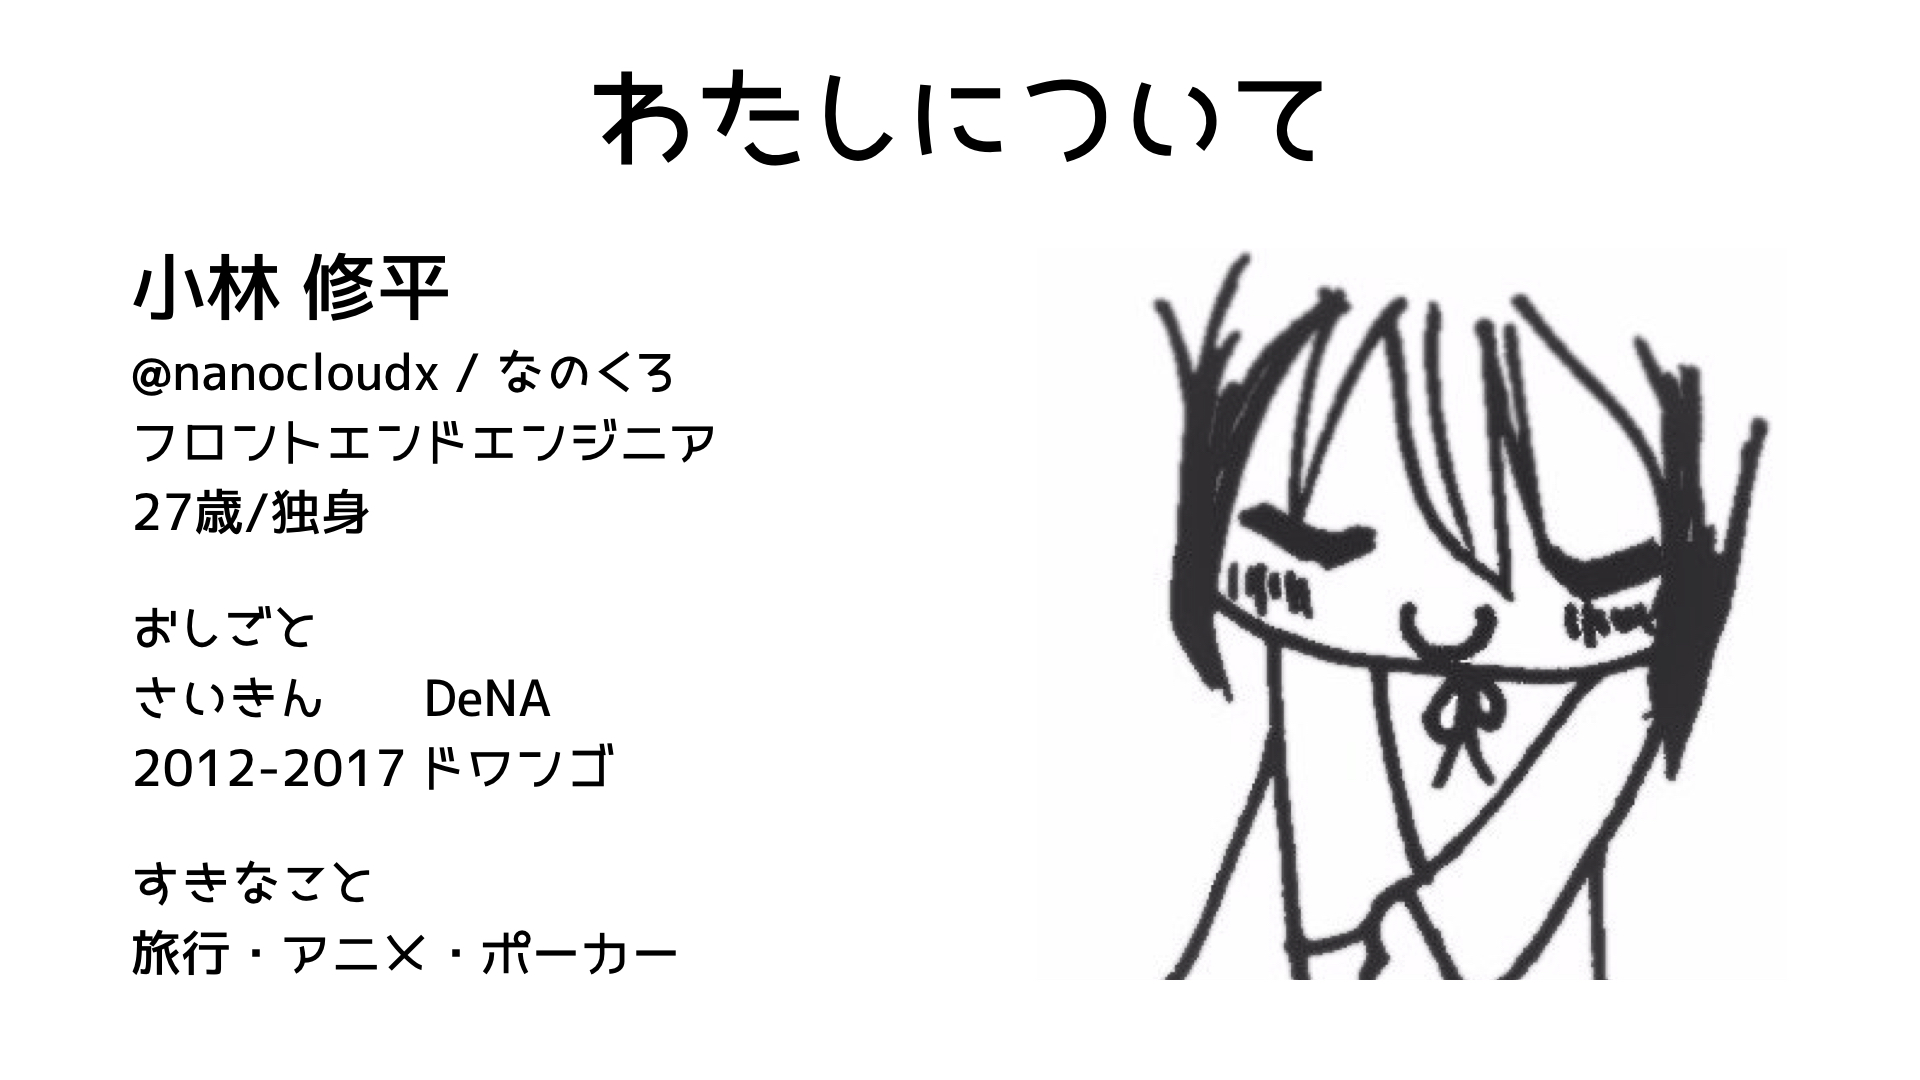 わたしについて
小林 修平
@nanocloudx / なのくろ
フロントエンドエンジニア
27歳/独身
おしごと
さいきん　　DeNA
2012-2017 ドワンゴ
すきなこと
旅行・アニメ・ポーカー